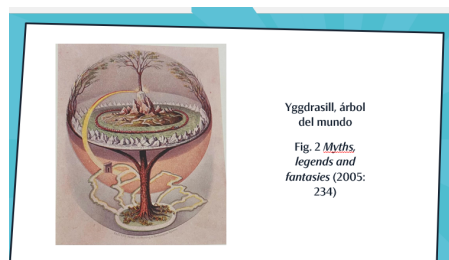 Yggdrasill, árbol
del mundo
Fig. 2 Myths,
legends and
fantasies (2005:
234)